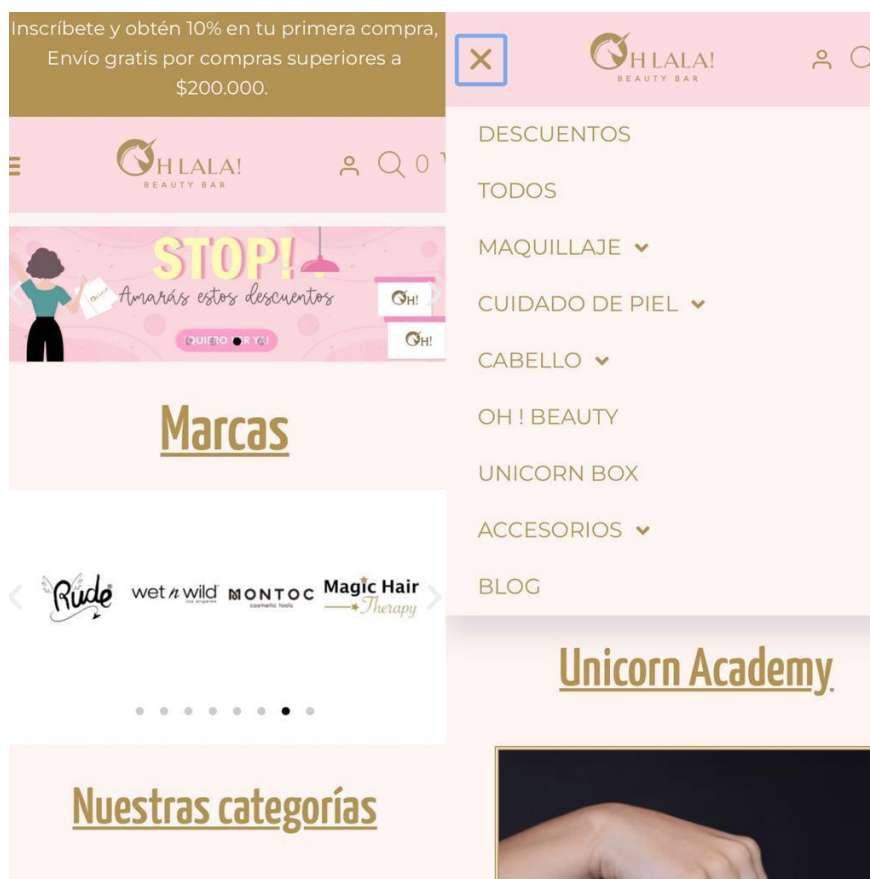 Inscríbete y obtén 10% en tu primera compra,
Envío gratis por compras superiores a
$200.000.
OH LALA!
BEAUTY BAR
0
STOP!
Amarás estos descuentos
OH!
OH!
Marcas
Rude
wet n wild
MONTOC
cosmetic tools
Magic Hair
Therapy
Nuestras categorías
OH LALA!
BEAUTY BAR
DESCUENTOS
TODOS
MAQUILLAJE
CUIDADO DE PIEL
CABELLO
OH ! BEAUTY
UNICORN BOX
ACCESORIOS
BLOG
Unicorn Academy